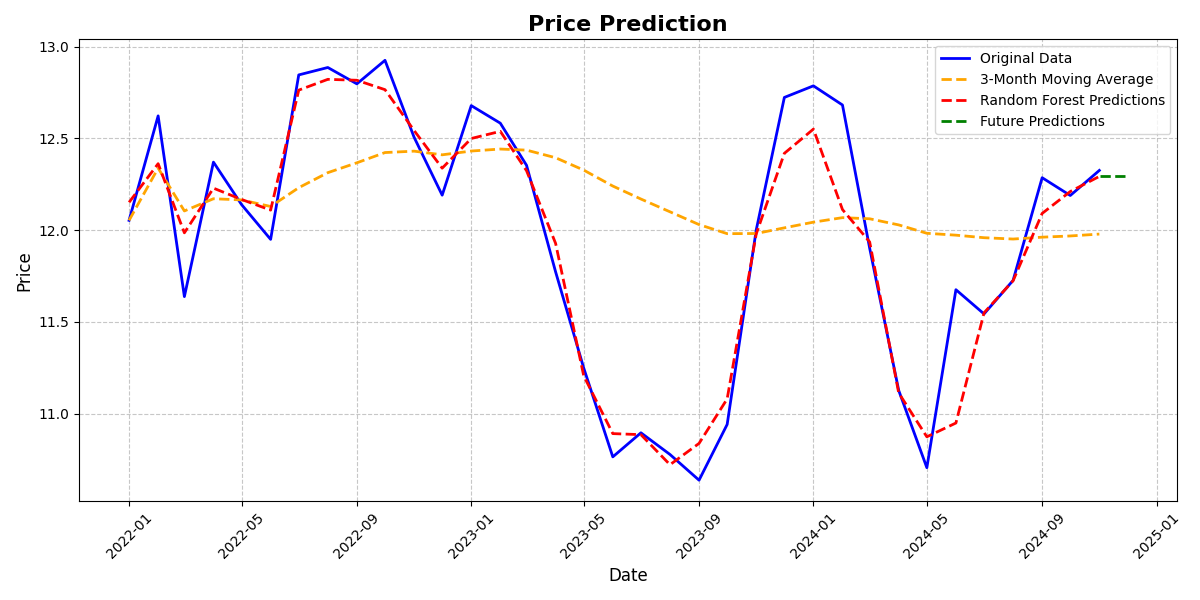 Price Prediction
Original Data
3-Month Moving Average
Random Forest Predictions
Future Predictions
Price
13.0
12.5
12.0
11.5
11.0
2022-01
2022-05
2022-09
2023-01
2023-05
2023-09
2024-01
2024-05
2024-09
2025-01
Date